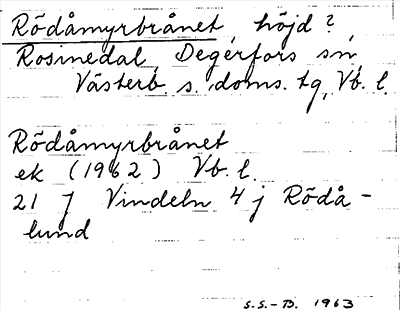 Rödåmyrbrånet, höjd?,
Rosinedal, Degerfors sn,
Västerb. s. doms. tg, Vb. l.
Rödåmyrbrånet
ek (1962) Vb. l.
21 J Vindeln 4 j Rödå-
lund
S.S.-B. 1963